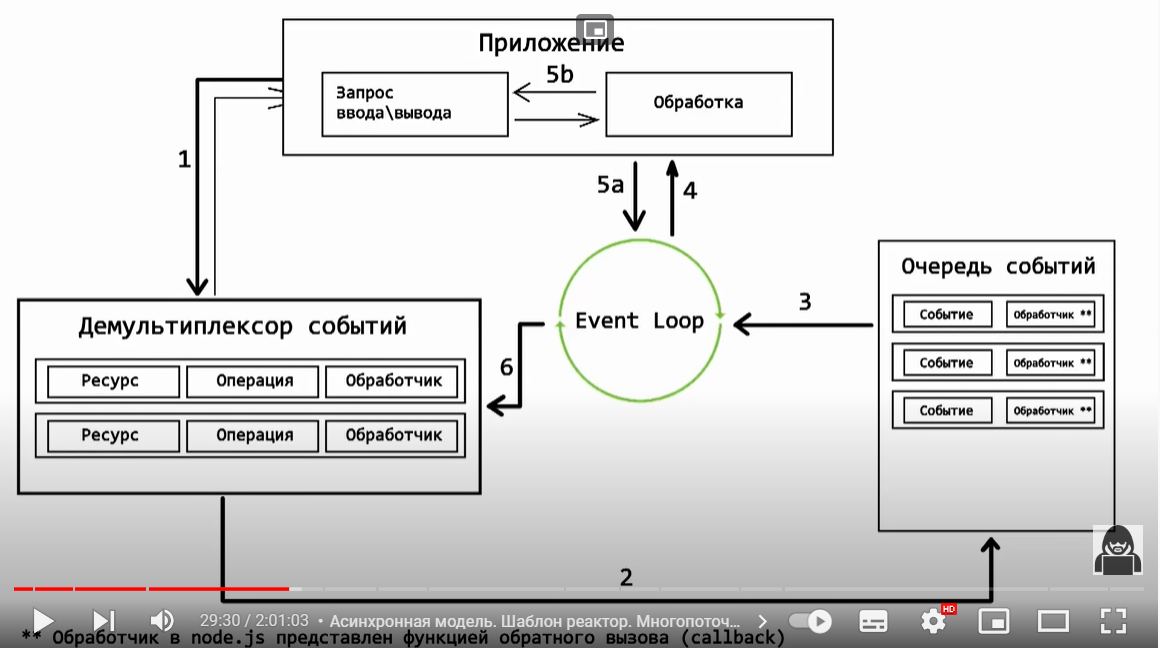 Приложение
5b
Запрос
ввода\вывода
Обработка
1
5a
4
Очередь событий
Событие
Обработчик **
Событие
Обработчик **
Событие
Обработчик **
3
Event Loop
Демультиплексор событий
6
Ресурс
Операция
Обработчик
Ресурс
Операция
Обработчик
2
29:30 / 2:01:03 • Асинхронная модель. Шаблон реактор. Многопоточ...
HD
** Обработчик в node.js представлен функцией обратного вызова (callback)